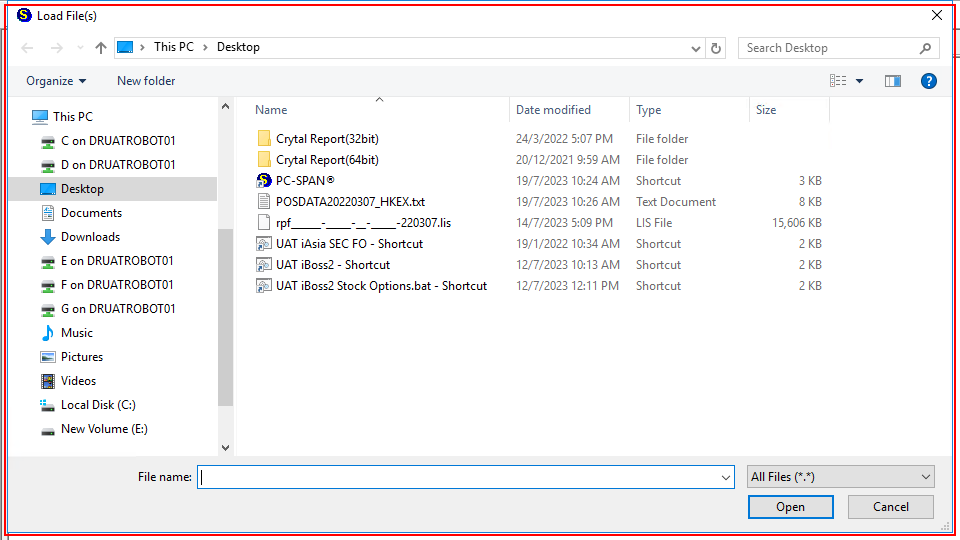 Load File(s)
This PC > Desktop
Search Desktop
Organize
New folder
?
Name
Date modified
Type
Size
This PC
C on DRUATROBOT01
D on DRUATROBOT01
Desktop
Documents
Downloads
E on DRUATROBOT01
F on DRUATROBOT01
G on DRUATROBOT01
Music
Pictures
Videos
Local Disk (C:)
New Volume (E:)
Crytal Report(32bit) 24/3/2022 5:07 PM File folder
Crytal Report(64bit) 20/12/2021 9:59 AM File folder
PC-SPAN® 19/7/2023 10:24 AM Shortcut 3 KB
POSDATA20220307_HKEX.txt 19/7/2023 10:26 AM Text Document 8 KB
rpf_____-____-__-____-220307.lis 14/7/2023 5:09 PM LIS File 15,606 KB
UAT iAsia SEC FO - Shortcut 19/1/2022 10:34 AM Shortcut 2 KB
UAT iBoss2 - Shortcut 12/7/2023 10:13 AM Shortcut 2 KB
UAT iBoss2 Stock Options.bat - Shortcut 12/7/2023 12:11 PM Shortcut 2 KB
File name:
All Files (*.*)
Open
Cancel